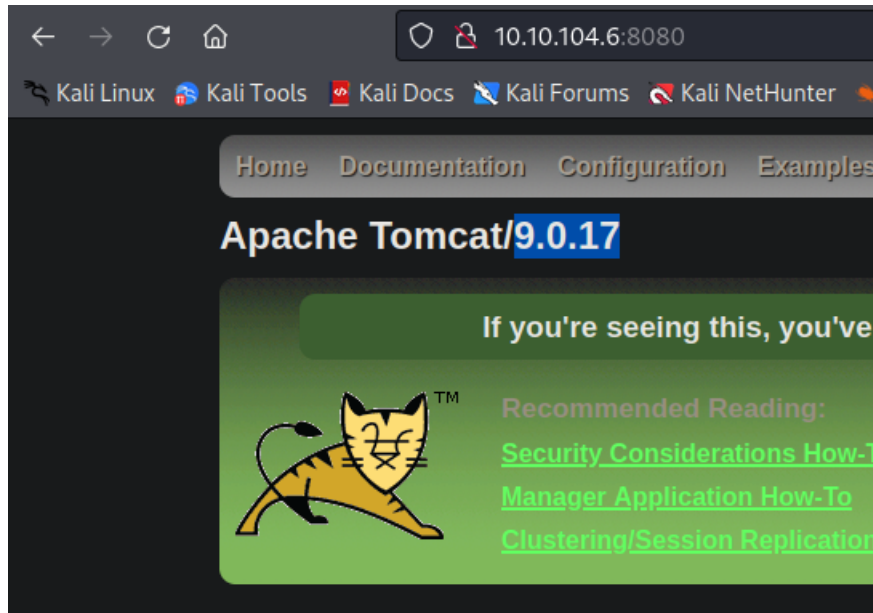 10.10.104.6:8080
Kali Linux Kali Tools Kali Docs Kali Forums Kali NetHunter
Home Documentation Configuration Examples
Apache Tomcat/9.0.17
If you're seeing this, you've
TM
Recommended Reading:
Security Considerations How-T
Manager Application How-To
Clustering/Session Replication